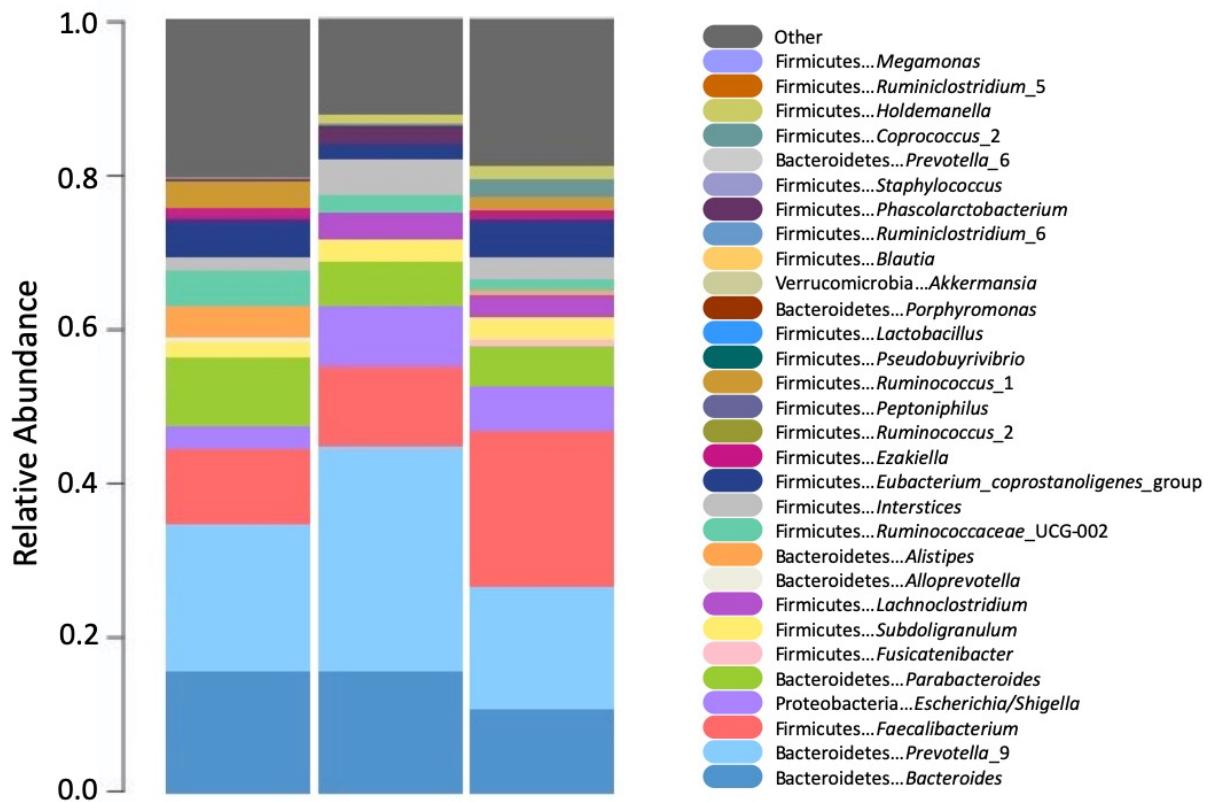 Relative Abundance
1.0
0.8
0.6
0.4
0.2
0.0
Other
Firmicutes...Megamonas
Firmicutes...Ruminiclostridium_5
Firmicutes...Holdemanella
Firmicutes...Coprococcus_2
Bacteroidetes...Prevotella_6
Firmicutes...Staphylococcus
Firmicutes...Phascolarctobacterium
Firmicutes...Ruminiclostridium_6
Firmicutes...Blautia
Verrucomicrobia...Akkermansia
Bacteroidetes...Porphyromonas
Firmicutes...Lactobacillus
Firmicutes...Pseudobuyrivibrio
Firmicutes...Ruminococcus_1
Firmicutes...Peptoniphilus
Firmicutes...Ruminococcus_2
Firmicutes...Ezakiella
Firmicutes...Eubacterium_coprostanoligenes_group
Firmicutes...Interstices
Firmicutes...Ruminococcaceae_UCG-002
Bacteroidetes...Alistipes
Bacteroidetes...Alloprevotella
Firmicutes...Lachnoclostridium
Firmicutes...Subdoligranulum
Firmicutes...Fusicatenibacter
Bacteroidetes...Parabacteroides
Proteobacteria...Escherichia/Shigella
Firmicutes...Faecalibacterium
Bacteroidetes...Prevotella_9
Bacteroidetes...Bacteroides